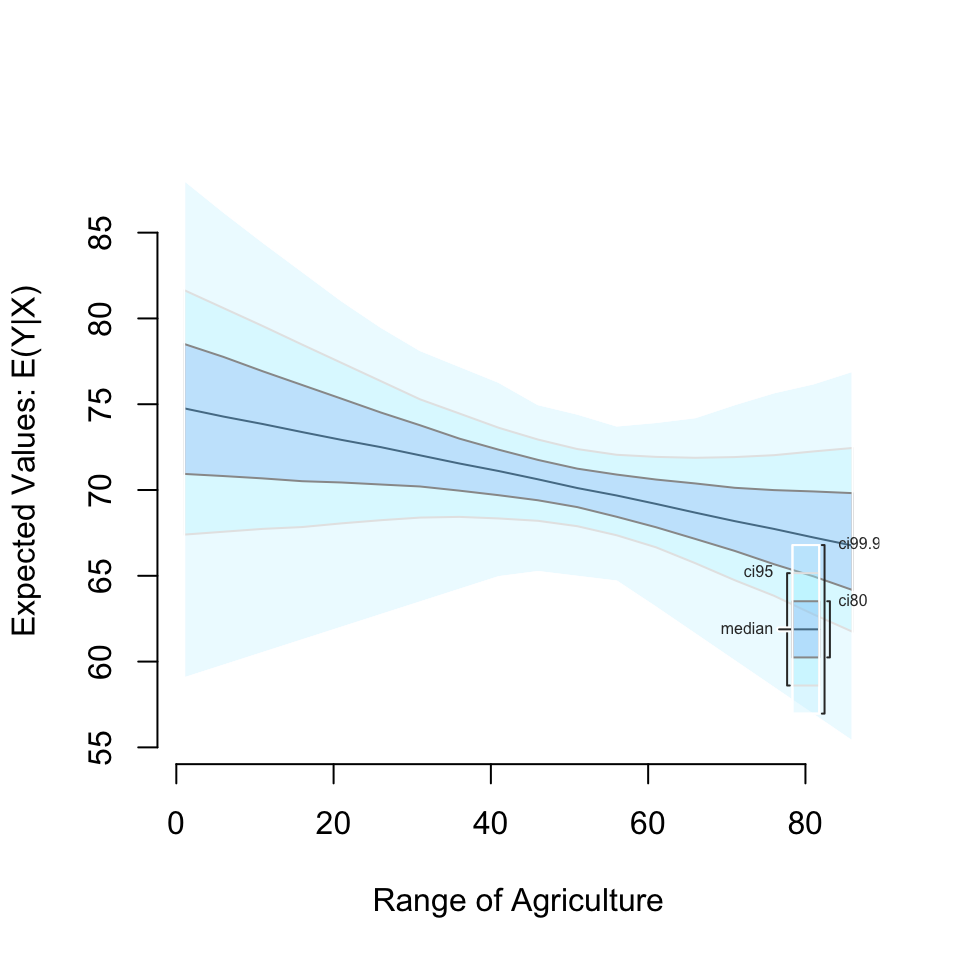 Expected Values: E(Y|X)
85
80
75
70
65
60
55
ci99.9
ci95
ci80
median
0 20 40 60 80
Range of Agriculture